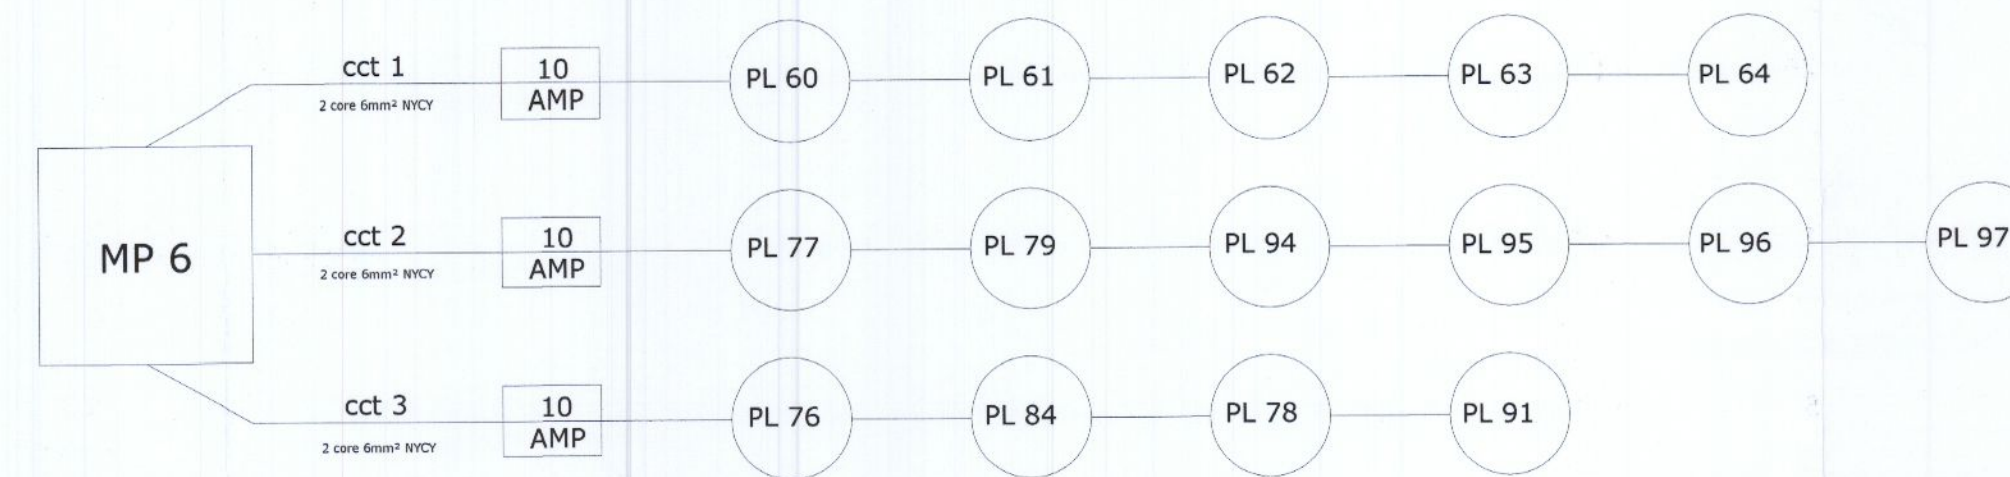 cct 1
2 core 6mm² NYCY
10
AMP
PL 60
PL 61
PL 62
PL 63
PL 64
MP 6
cct 2
2 core 6mm² NYCY
10
AMP
PL 77
PL 79
PL 94
PL 95
PL 96
PL 97
cct 3
2 core 6mm² NYCY
10
AMP
PL 76
PL 84
PL 78
PL 91